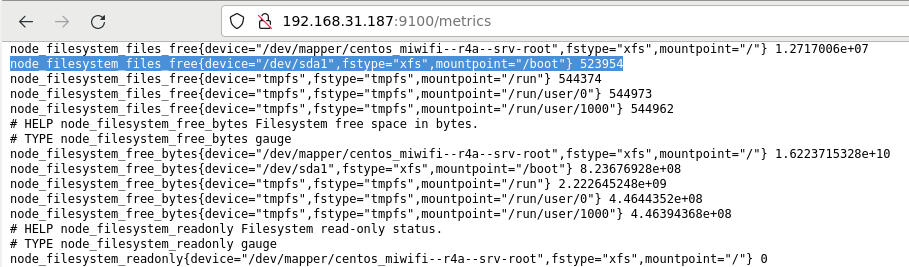 192.168.31.187:9100/metrics
node_filesystem_files_free{device="/dev/mapper/centos_miwifi--r4a--srv-root",fstype="xfs",mountpoint="/"} 1.2717006e+07
node_filesystem_files_free{device="/dev/sda1",fstype="xfs",mountpoint="/boot"} 523954
node_filesystem_files_free{device="tmpfs",fstype="tmpfs",mountpoint="/run"} 544374
node_filesystem_files_free{device="tmpfs",fstype="tmpfs",mountpoint="/run/user/0"} 544973
node_filesystem_files_free{device="tmpfs",fstype="tmpfs",mountpoint="/run/user/1000"} 544962
# HELP node_filesystem_free_bytes Filesystem free space in bytes.
# TYPE node_filesystem_free_bytes gauge
node_filesystem_free_bytes{device="/dev/mapper/centos_miwifi--r4a--srv-root",fstype="xfs",mountpoint="/"} 1.6223715328e+10
node_filesystem_free_bytes{device="/dev/sda1",fstype="xfs",mountpoint="/boot"} 8.23676928e+08
node_filesystem_free_bytes{device="tmpfs",fstype="tmpfs",mountpoint="/run"} 2.222645248e+09
node_filesystem_free_bytes{device="tmpfs",fstype="tmpfs",mountpoint="/run/user/0"} 4.4644352e+08
node_filesystem_free_bytes{device="tmpfs",fstype="tmpfs",mountpoint="/run/user/1000"} 4.46394368e+08
# HELP node_filesystem_readonly Filesystem read-only status.
# TYPE node_filesystem_readonly gauge
node_filesystem_readonly{device="/dev/mapper/centos_miwifi--r4a--srv-root",fstype="xfs",mountpoint="/"} 0